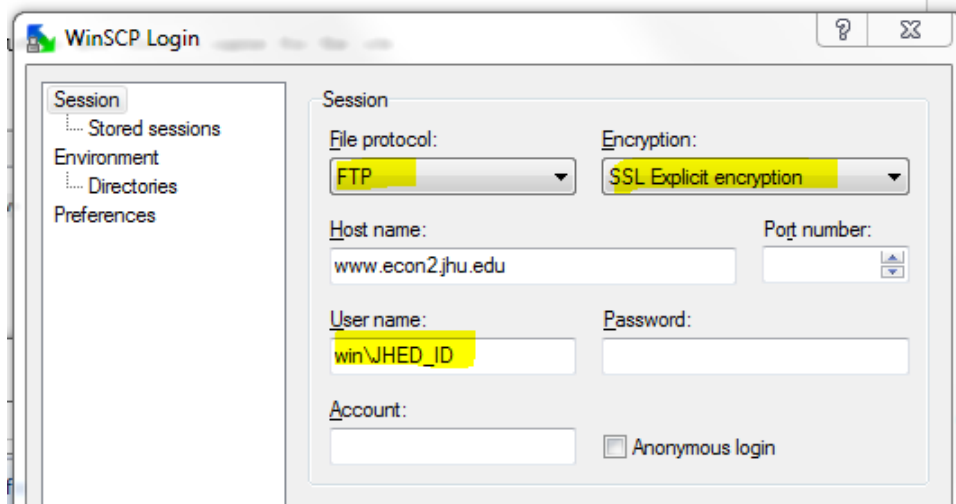 WinSCP Login
Session
Stored sessions
Environment
Directories
Preferences
Session
File protocol:
Encryption:
FTP
SSL Explicit encryption
Host name:
Port number:
www.econ2.jhu.edu
User name:
Password:
win\JHED_ID
Account:
Anonymous login